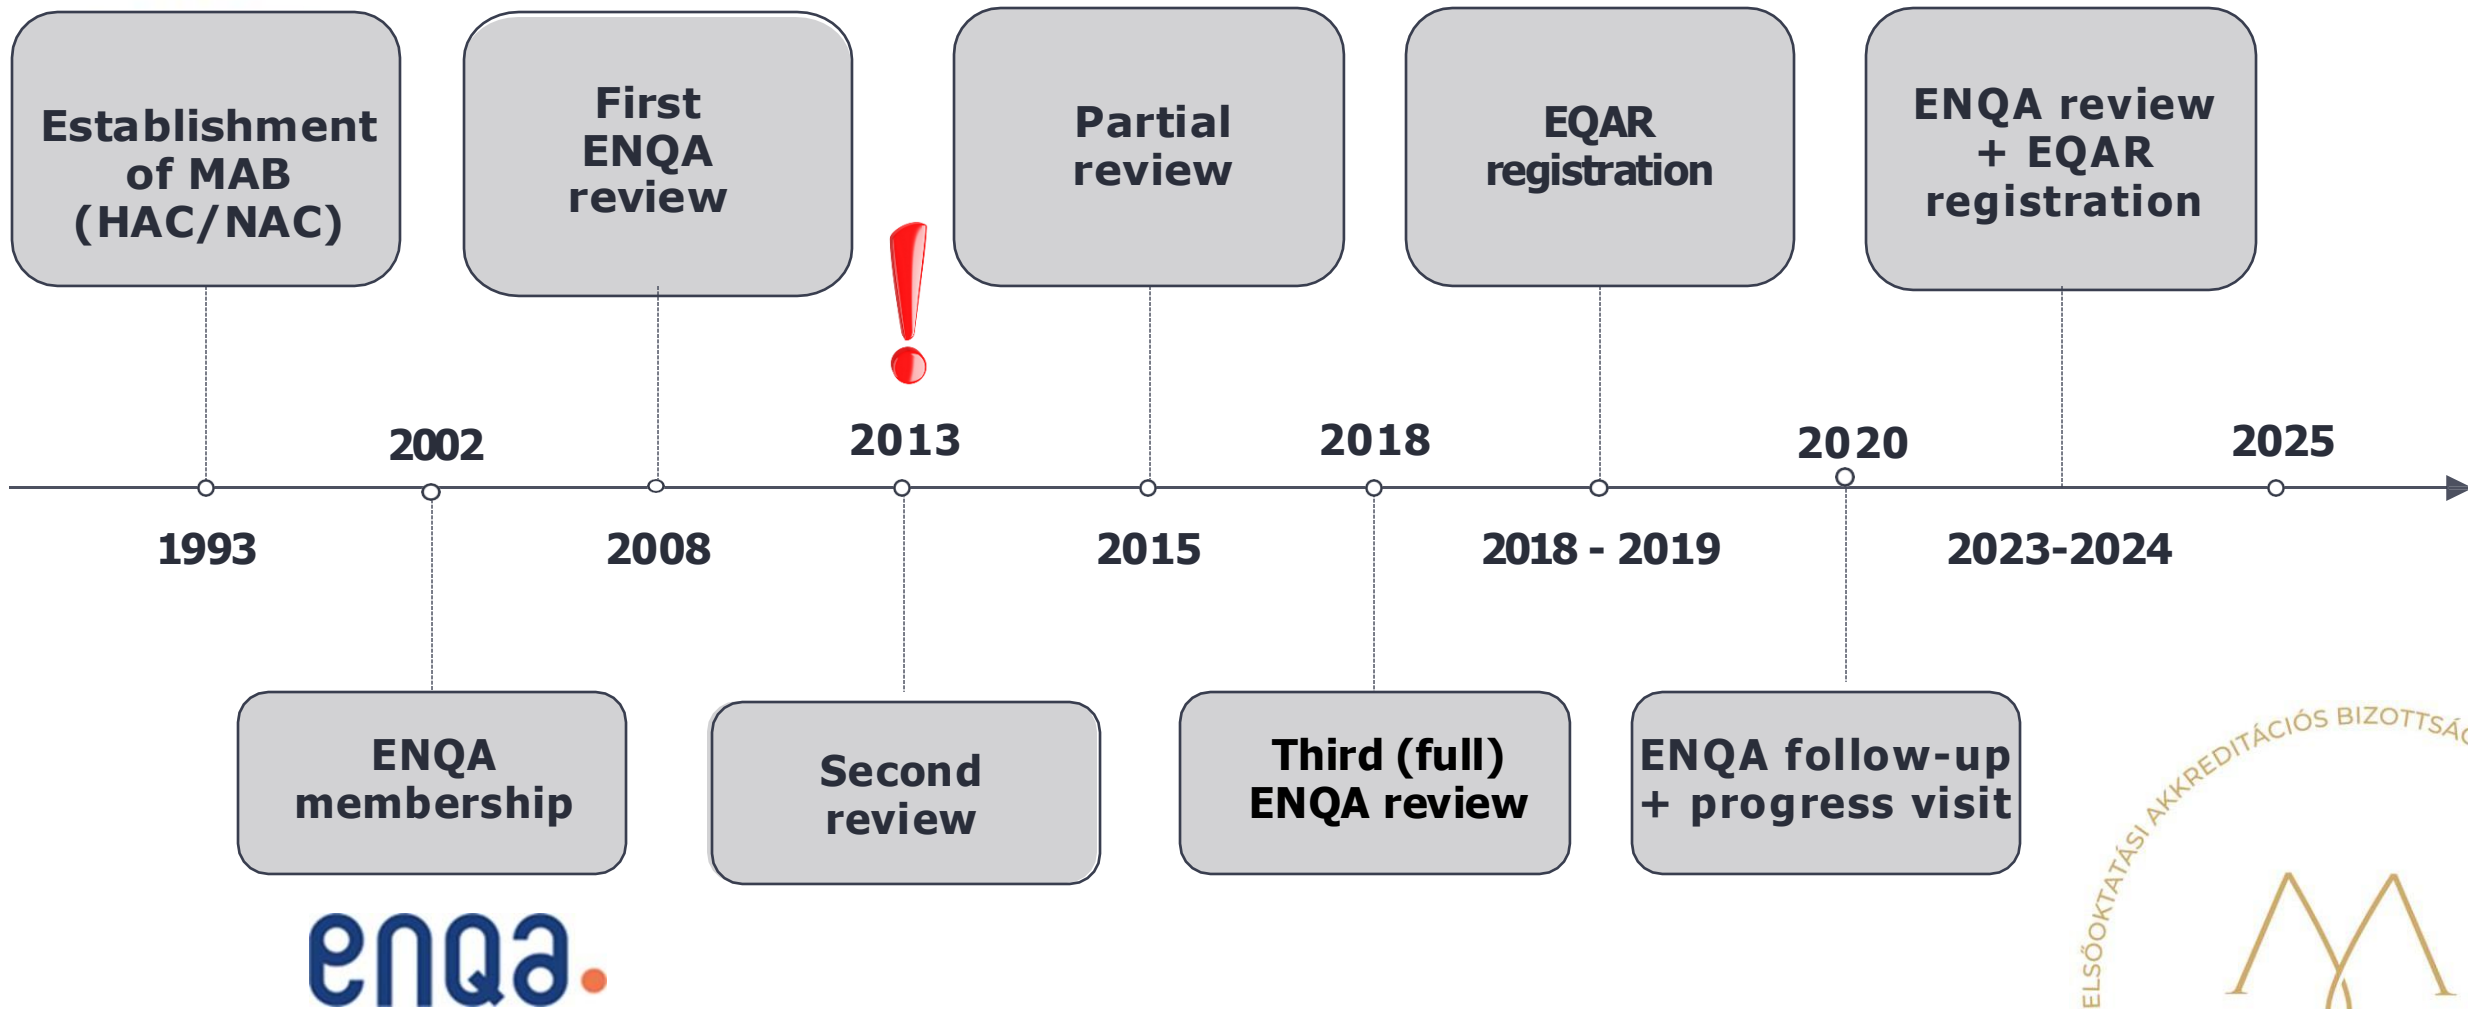 Establishment
of MAB
(HAC/NAC)
First
ENQA
review
Partial
review
EQAR
registration
ENQA review
+ EQAR
registration
2002
2013
2018
2020
2025
1993
2008
2015
2018 - 2019
2023-2024
ENQA
membership
Second
review
Third (full)
ENQA review
ENQA follow-up
+ progress visit
enqa.
ELSŐOKTATÁSI AKKREDITÁCIÓS BIZOTTSÁG